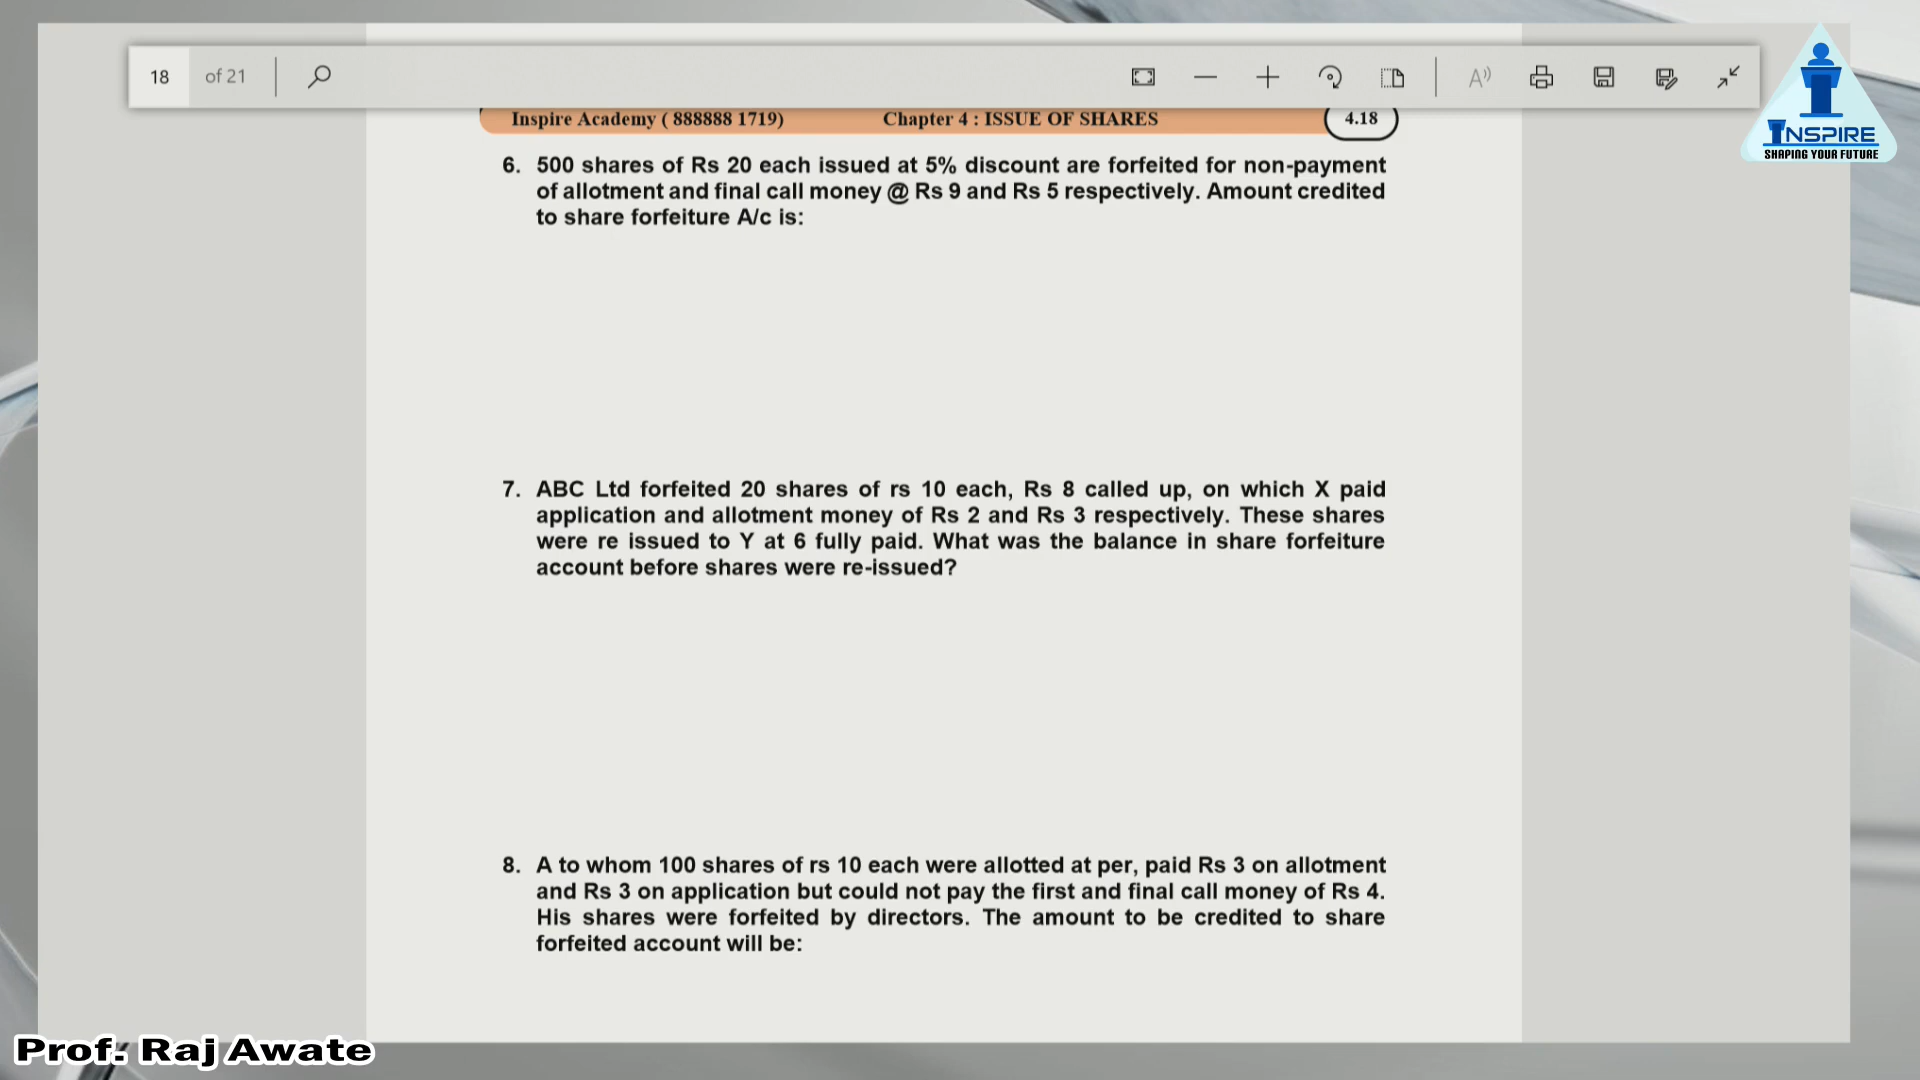 18 of 21
Inspire Academy ( 888888 1719) Chapter 4 : ISSUE OF SHARES 4.18
INSPIRE
SHAPING YOUR FUTURE
6. 500 shares of Rs 20 each issued at 5% discount are forfeited for non-payment
of allotment and final call money @ Rs 9 and Rs 5 respectively. Amount credited
to share forfeiture A/c is:
7. ABC Ltd forfeited 20 shares of rs 10 each, Rs 8 called up, on which X paid
application and allotment money of Rs 2 and Rs 3 respectively. These shares
were re issued to Y at 6 fully paid. What was the balance in share forfeiture
account before shares were re-issued?
8. A to whom 100 shares of rs 10 each were allotted at per, paid Rs 3 on allotment
and Rs 3 on application but could not pay the first and final call money of Rs 4.
His shares were forfeited by directors. The amount to be credited to share
forfeited account will be:
Prof. Raj Awate